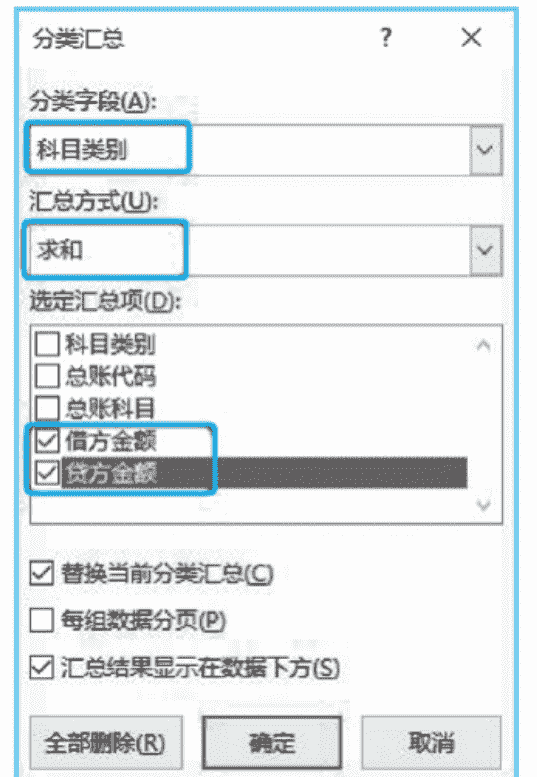 分类汇总 ?
分类字段(A):
科目类别
汇总方式(U):
求和
选定汇总项(D):
科目类别
总账代码
总账科目
借方金额
贷方金额
替换当前分类汇总(C)
每组数据分页(P)
汇总结果显示在数据下方(S)
全部删除(R) 确定 取消